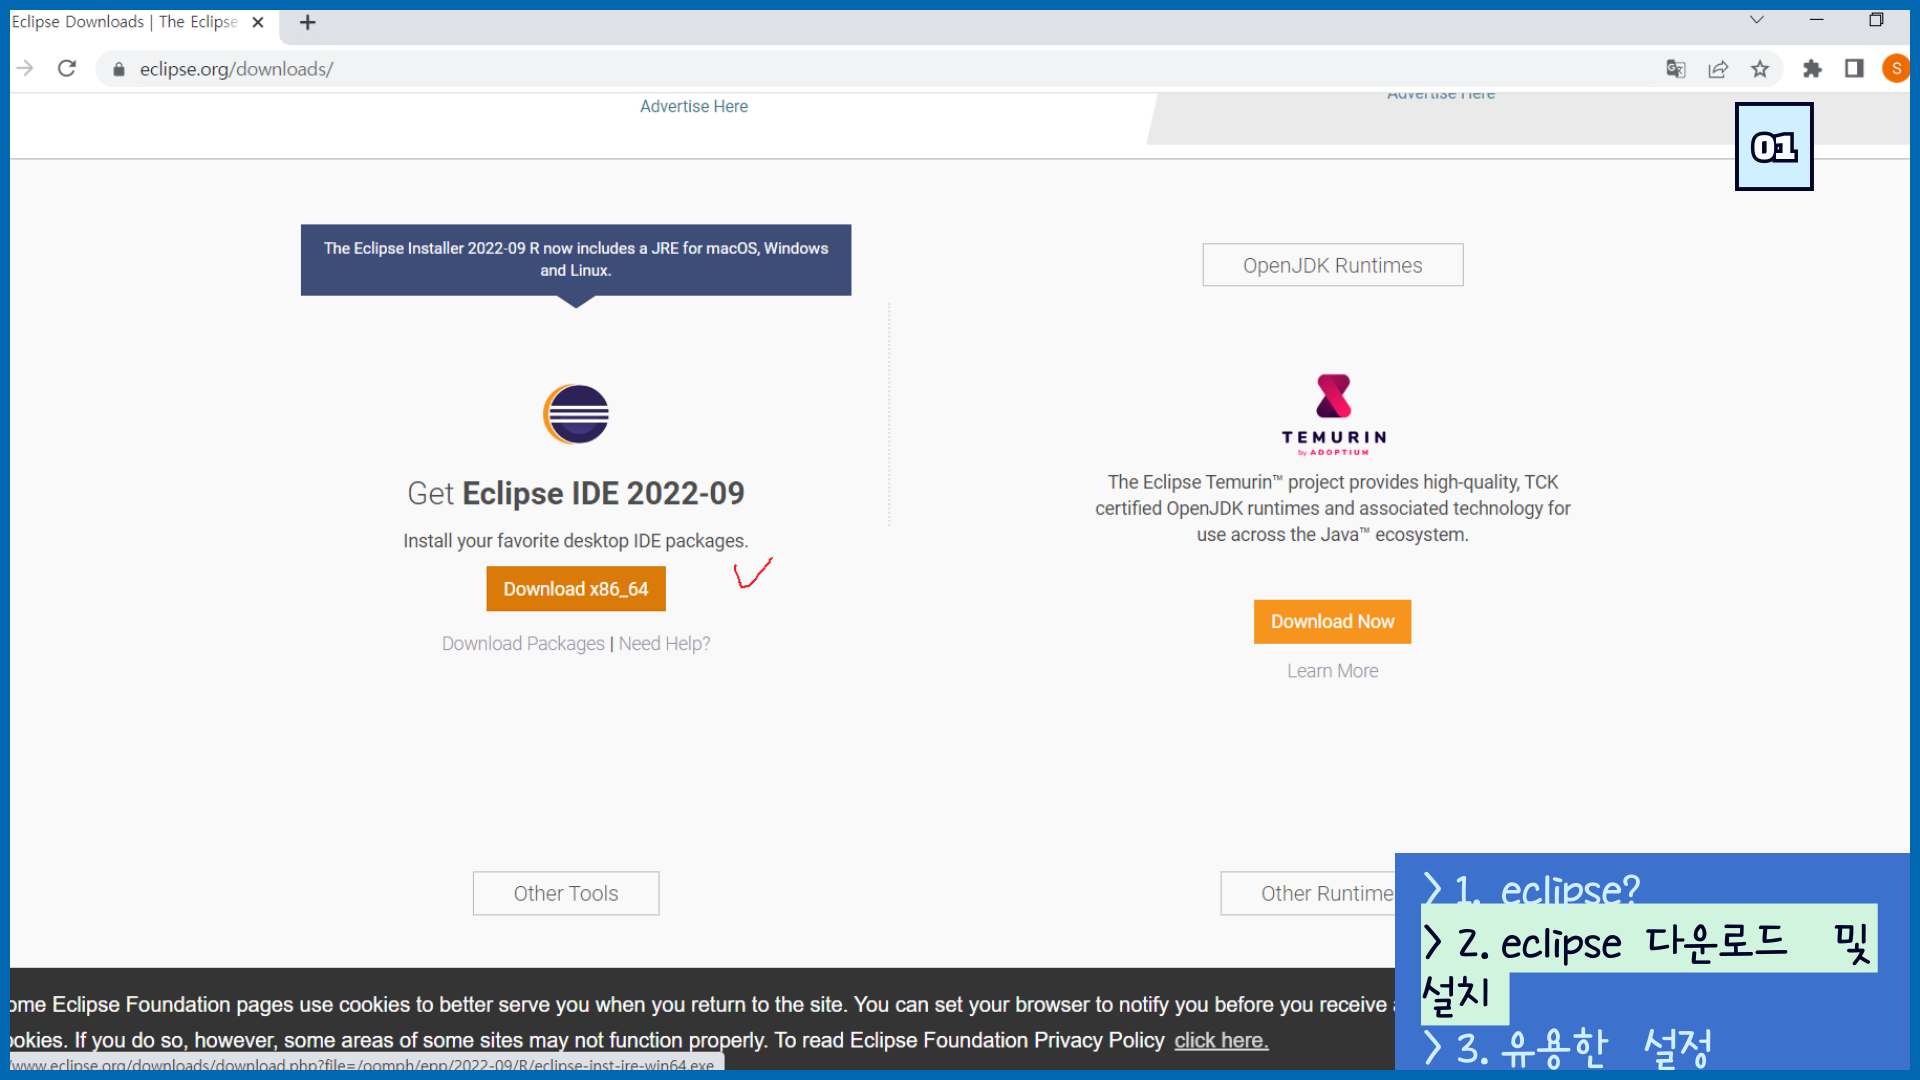 Eclipse Downloads | The Eclipse
eclipse.org/downloads/
S
Advertise Here
Advertise Here
01
The Eclipse Installer 2022-09 R now includes a JRE for macOS, Windows
and Linux.
Get Eclipse IDE 2022-09
Install your favorite desktop IDE packages.
Download x86_64
Download Packages | Need Help?
OpenJDK Runtimes
TEMURIN
by ADOPTIUM
The Eclipse Temurin™ project provides high-quality, TCK
certified OpenJDK runtimes and associated technology for
use across the Java™ ecosystem.
Download Now
Learn More
Other Tools
Other Runtime
ome Eclipse Foundation pages use cookies to better serve you when you return to the site. You can set your browser to notify you before you receive
ookies. If you do so, however, some areas of some sites may not function properly. To read Eclipse Foundation Privacy Policy click here.
/www.eclipse.org/downloads/download.php?file=/oomph/epp/2022-09/R/eclipse-inst-jre-win64.exe
> 1. eclipse?
> 2. eclipse 다운로드 및
설치
> 3. 유용한 설정